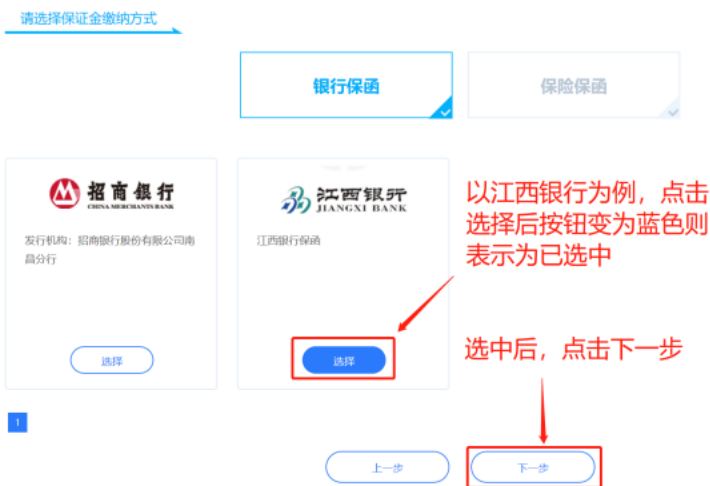 请选择保证金缴纳方式
银行保函
保险保函
招商银行
CHINA MERCHANTS BANK
江西银行
JIANGXI BANK
发行机构：招商银行股份有限公司南
昌分行
江西银行保函
以江西银行为例，点击
选择后按钮变为蓝色则
表示为已选中
选择
选择
选中后，点击下一步
1
上一步
下一步